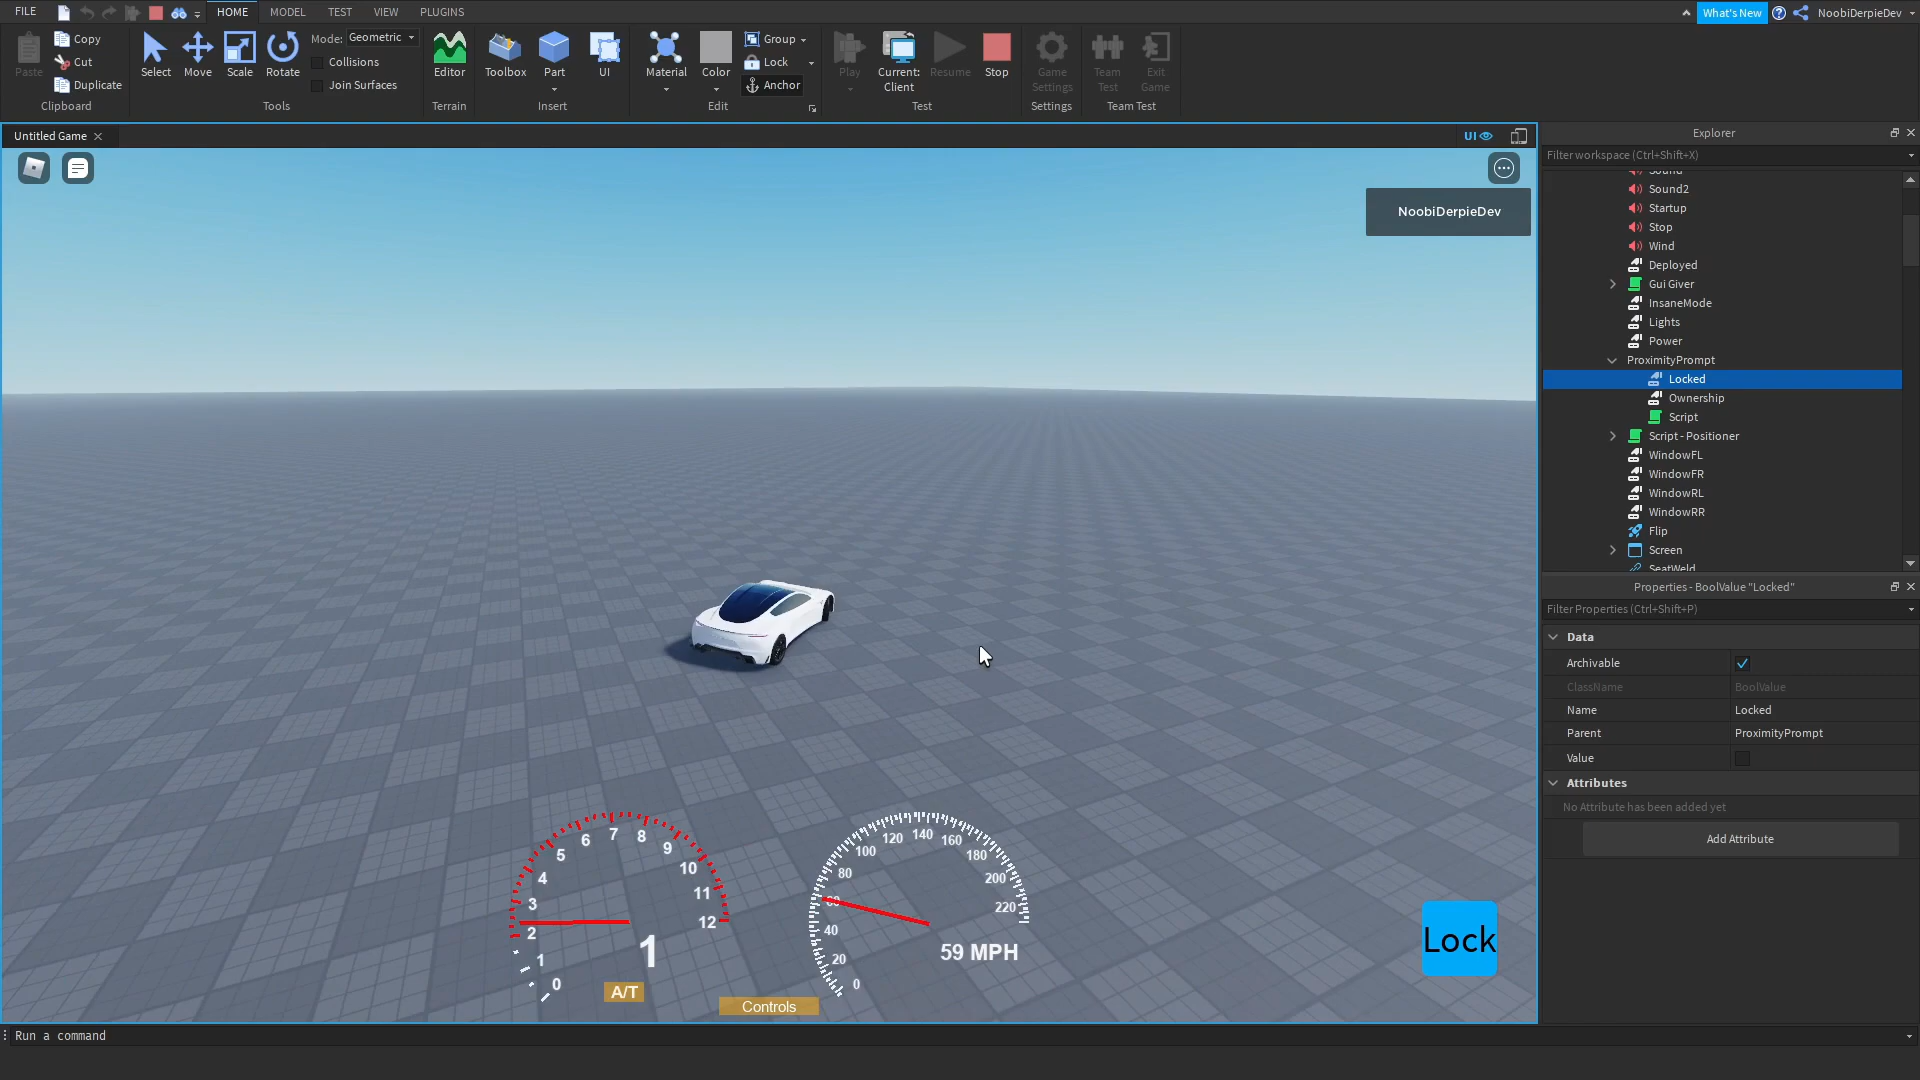 FILE
HOME
MODEL
TEST
VIEW
PLUGINS
What's New
NoobiDerpieDev
Paste
Copy
Cut
Duplicate
Clipboard
Select
Move
Scale
Rotate
Mode: Geometric
Collisions
Join Surfaces
Tools
Editor
Terrain
Toolbox
Part
UI
Insert
Material
Color
Group
Lock
Anchor
Edit
Play
Current:
Client
Resume
Stop
Test
Game
Settings
Settings
Team
Test
Exit
Game
Team Test
Untitled Game
UI
NoobiDerpieDev
0
1
2
3
4
5
6
7
8
9
10
11
12
1
A/T
Controls
0
20
40
60
80
100
120
140
160
180
200
220
59 MPH
Lock
Explorer
Filter workspace (Ctrl+Shift+X)
Sound
Sound2
Startup
Stop
Wind
Deployed
Gui Giver
InsaneMode
Lights
Power
ProximityPrompt
Locked
Ownership
Script
Script - Positioner
WindowFL
WindowFR
WindowRL
WindowRR
Flip
Screen
SeatWeld
Properties - BoolValue "Locked"
Filter Properties (Ctrl+Shift+P)
Data
Archivable
ClassName BoolValue
Name Locked
Parent ProximityPrompt
Value
Attributes
No Attribute has been added yet
Add Attribute
Run a command